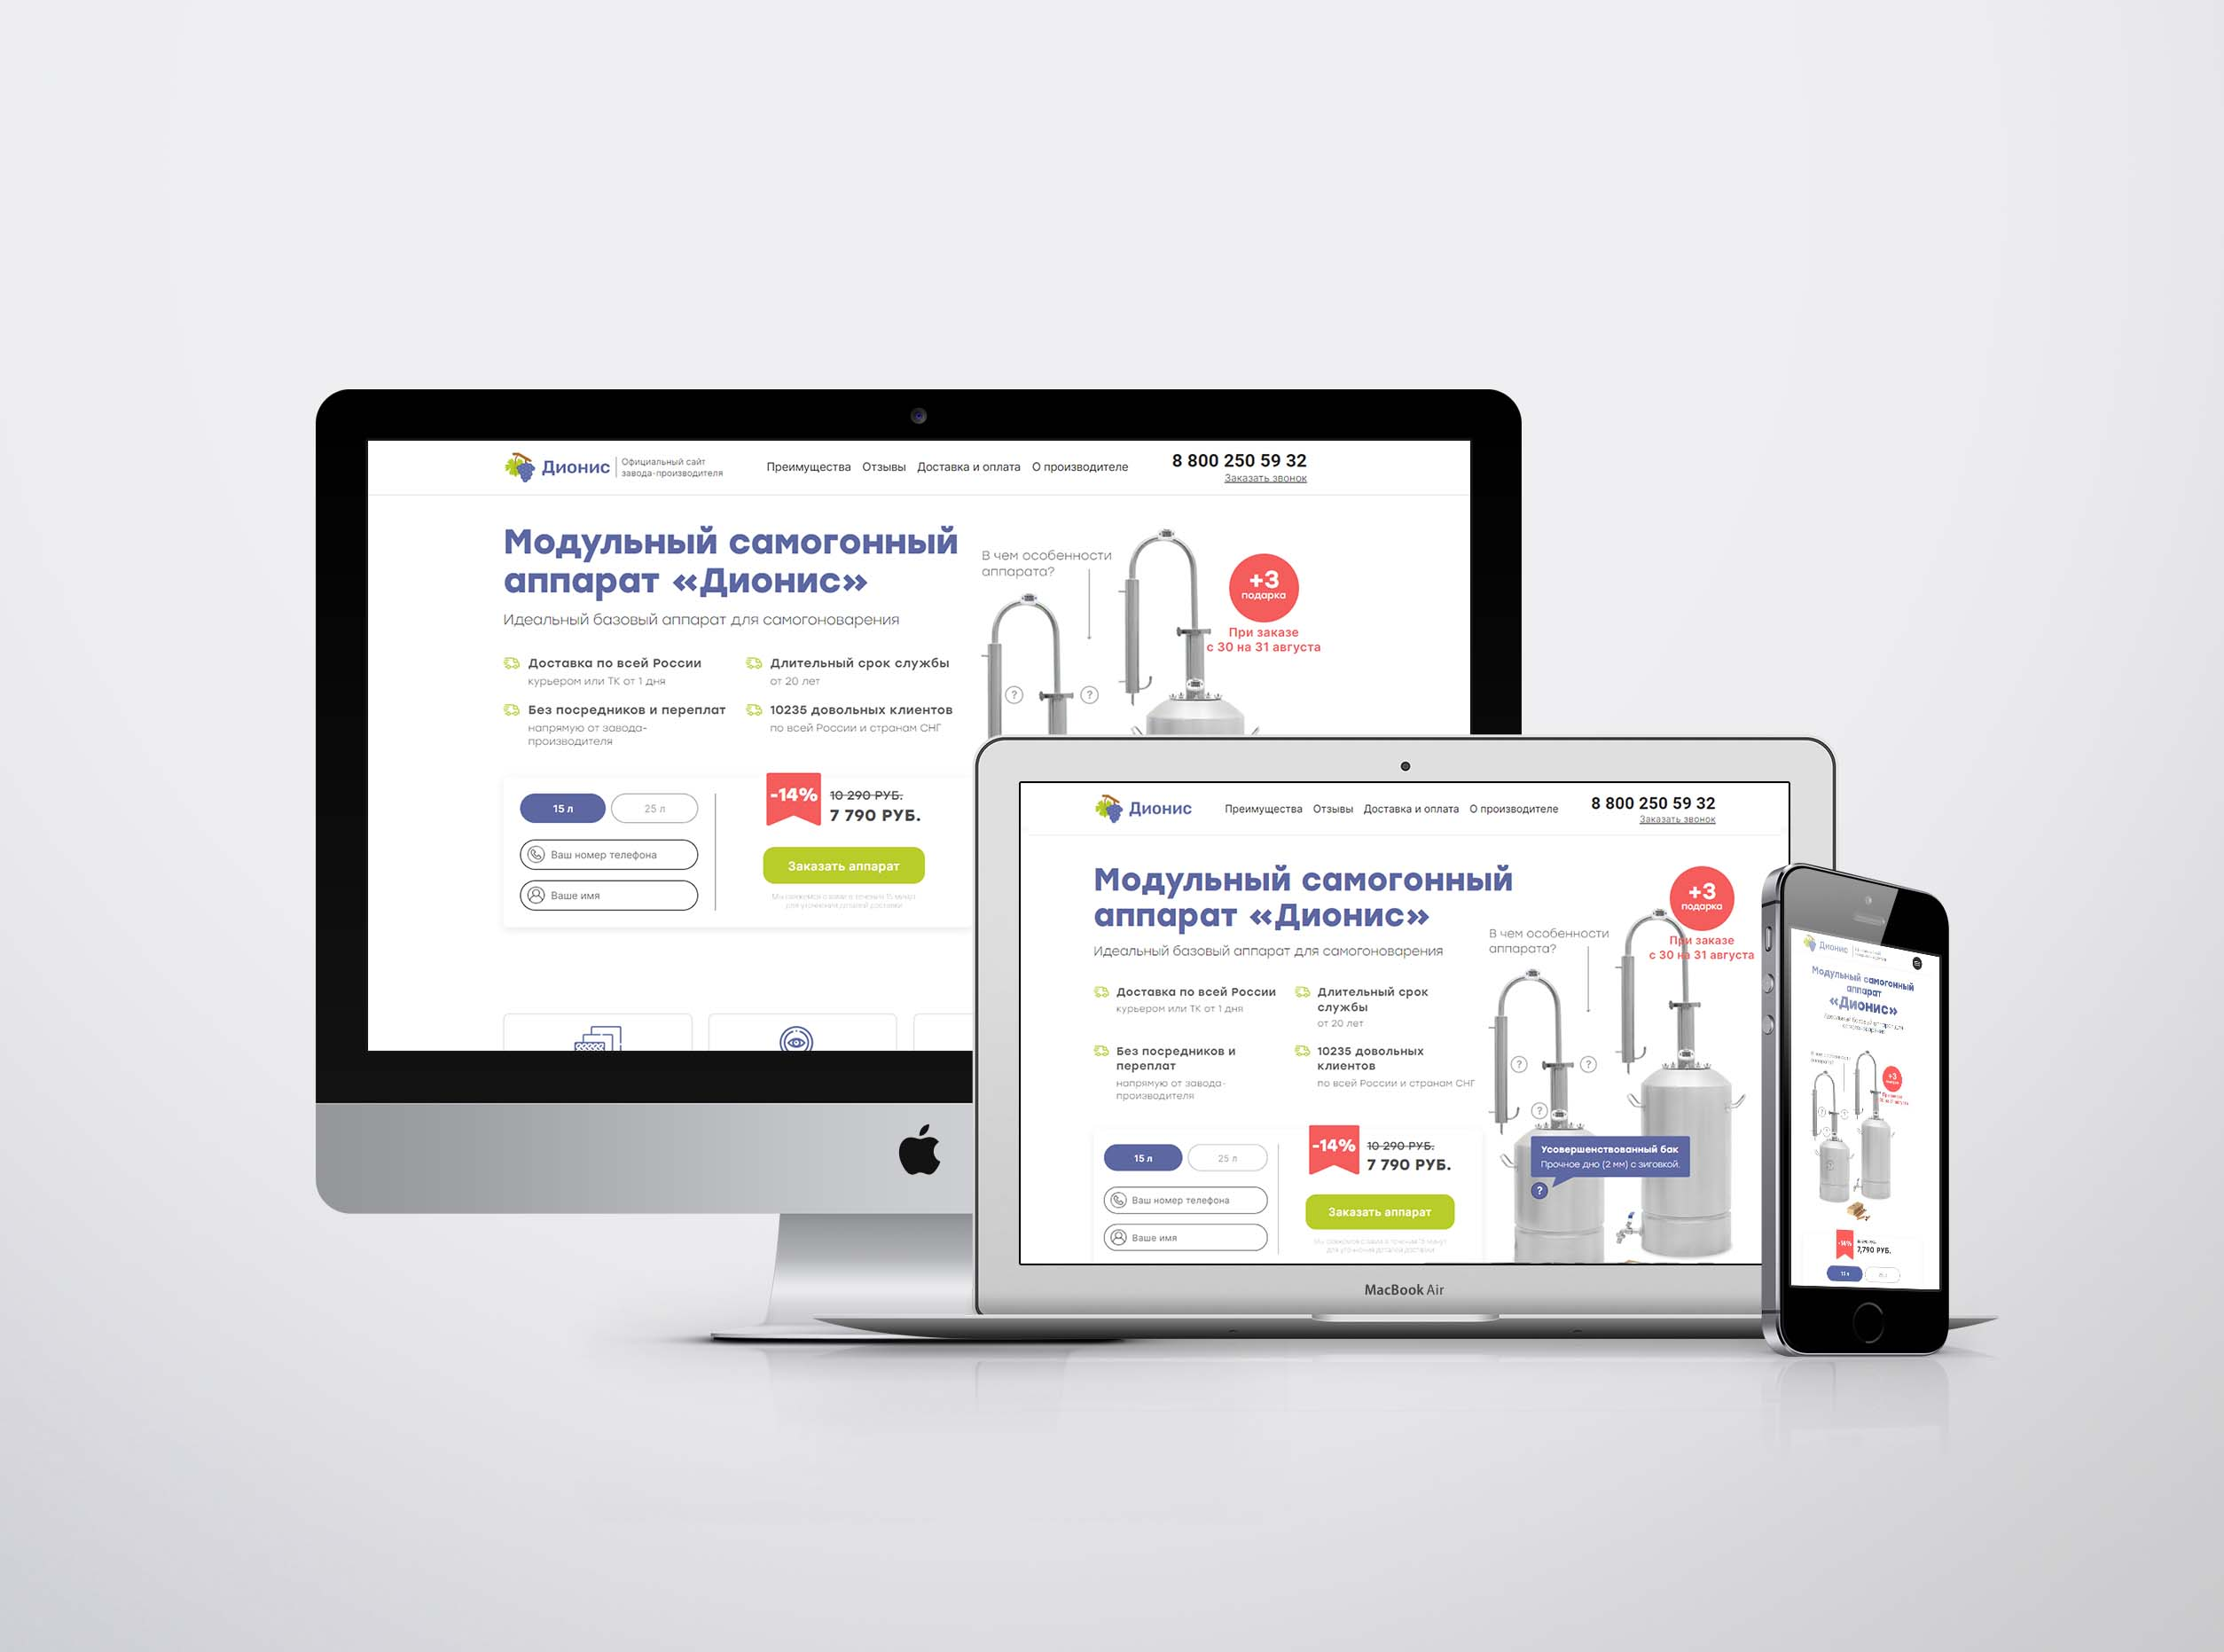 Дионис
Официальный сайт
завода-производителя
Преимущества Отзывы Доставка и оплата О производителе
8 800 250 59 32
Заказать звонок
Модульный самогонный
аппарат «Дионис»
Идеальный базовый аппарат для самогоноварения
В чем особенности
аппарата?
+3
подарка
При заказе
с 30 на 31 августа
Доставка по всей России
курьером или ТК от 1 дня
Длительный срок службы
от 20 лет
Без посредников и переплат
напрямую от завода-
производителя
10235 довольных клиентов
по всей России и странам СНГ
? ?
15 л 25 л
Ваш номер телефона
Ваше имя
-14%
10 290 РУБ.
7 790 РУБ.
Заказать аппарат
Дионис
Преимущества Отзывы Доставка и оплата О производителе
8 800 250 59 32
Заказать звонок
Модульный самогонный
аппарат «Дионис»
Идеальный базовый аппарат для самогоноварения
В чем особенности
аппарата?
+3
подарка
При заказе
с 30 на 31 августа
Доставка по всей России
курьером или ТК от 1 дня
Длительный срок
службы
от 20 лет
Без посредников и
переплат
напрямую от завода-
производителя
10235 довольных
клиентов
по всей России и странам СНГ
? ?
?
Усовершенствованный бак
Прочное дно (2 мм) с зиговкой.
?
15 л 25 л
Ваш номер телефона
Ваше имя
-14%
10 290 РУБ.
7 790 РУБ.
Заказать аппарат
MacBook Air
Дионис
Модульный самогонный
аппарат
«Дионис»
+3
-14%
7,790 РУБ.